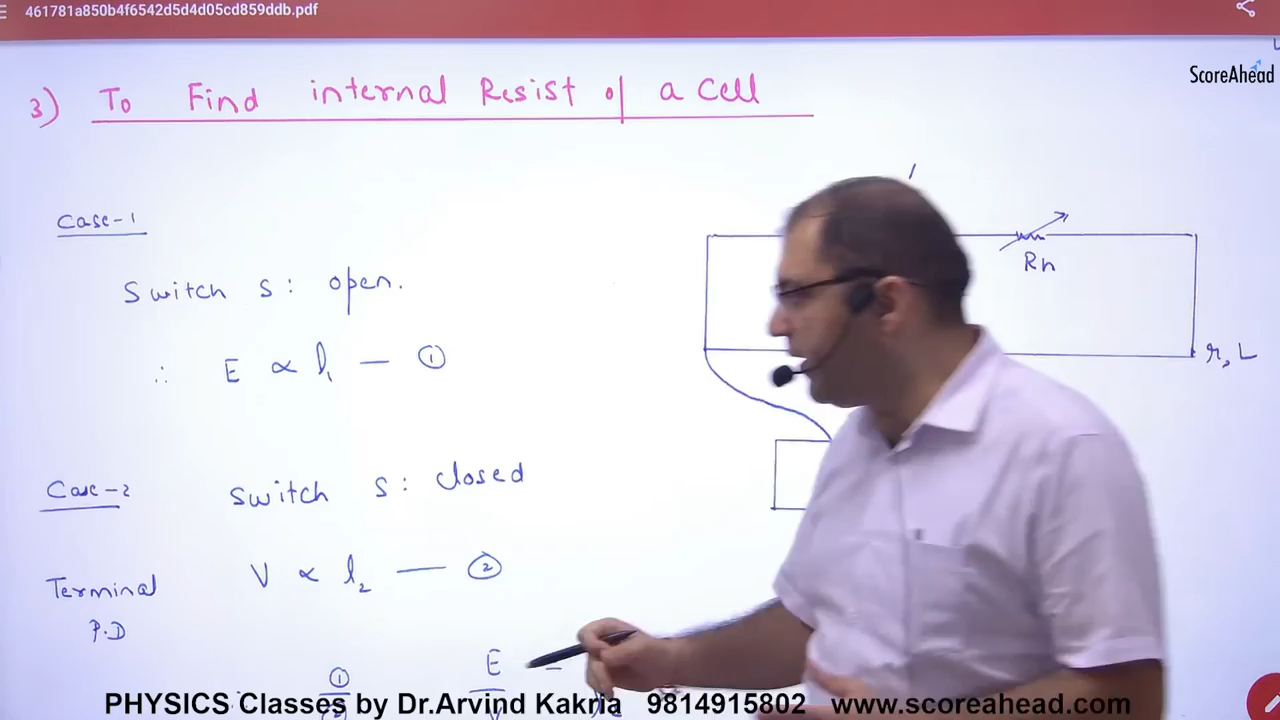 461781a850b4f6542d5d4d05cd859ddb.pdf
ScoreAhead
3) To Find internal Resist of a Cell
Case-1
Switch S: open.
∴ E ∝ l₁ — ①
Rh
r, L
Case-2 Switch S: closed
Terminal P.D V ∝ l₂ — ②
① E
V
PHYSICS Classes by Dr.Arvind Kakria 9814915802 www.scoreahead.com